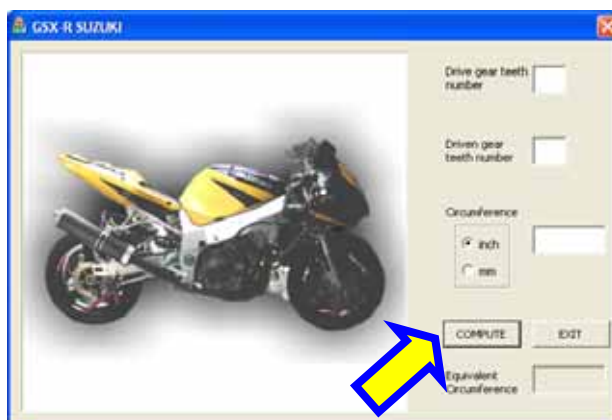 GSX-R SUZUKI
Drive gear teeth
number
Driven gear
teeth number
Circumference
inch
mm
COMPUTE
EXIT
Equivalent
Circumference